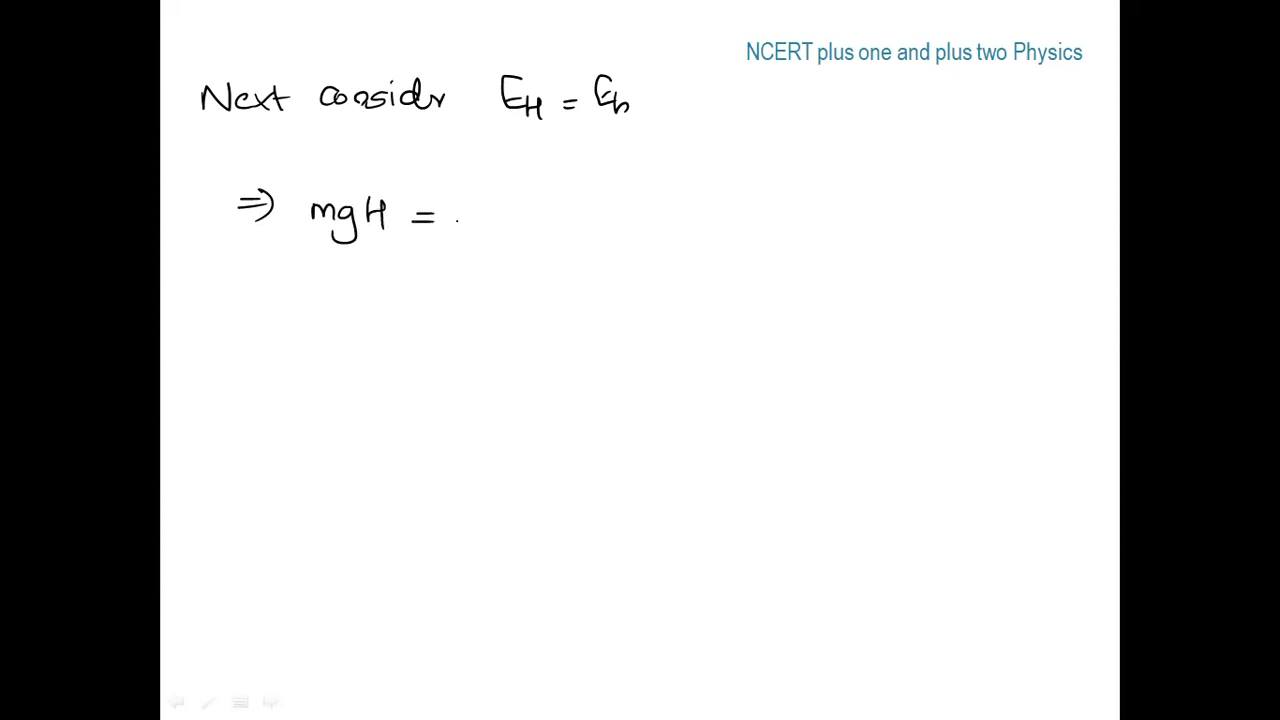 NCERT plus one and plus two Physics
Next consider E_H = E_h
⇒ mgH =